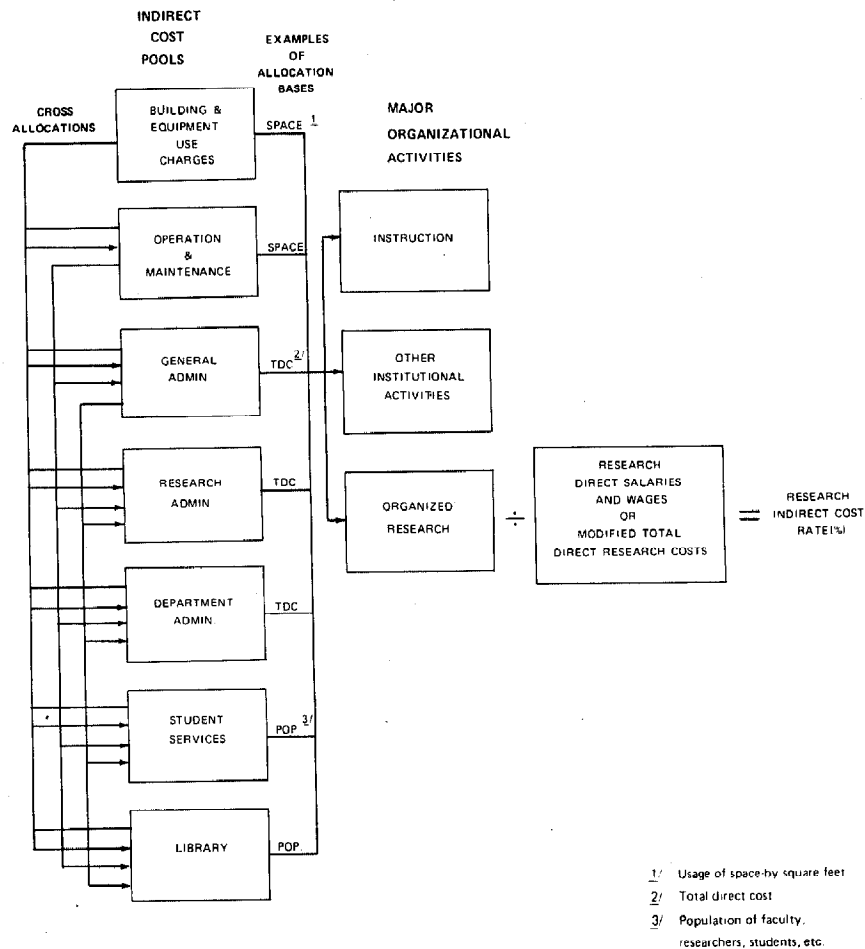 INDIRECT
COST
POOLS
EXAMPLES
OF
ALLOCATION
BASES
CROSS
ALLOCATIONS
BUILDING &
EQUIPMENT
USE
CHARGES
SPACE 1
MAJOR
ORGANIZATIONAL
ACTIVITIES
OPERATION
&
MAINTENANCE
SPACE
INSTRUCTION
GENERAL
ADMIN
TDC 2/
OTHER
INSTITUTIONAL
ACTIVITIES
RESEARCH
ADMIN
TDC
ORGANIZED
RESEARCH
÷
RESEARCH
DIRECT SALARIES
AND WAGES
OR
MODIFIED TOTAL
DIRECT RESEARCH COSTS
=
RESEARCH
INDIRECT COST
RATE (%)
DEPARTMENT
ADMIN.
TDC
STUDENT
SERVICES
POP 3/
LIBRARY
POP.
1/ Usage of space-by square feet
2/ Total direct cost
3/ Population of faculty,
researchers, students, etc.